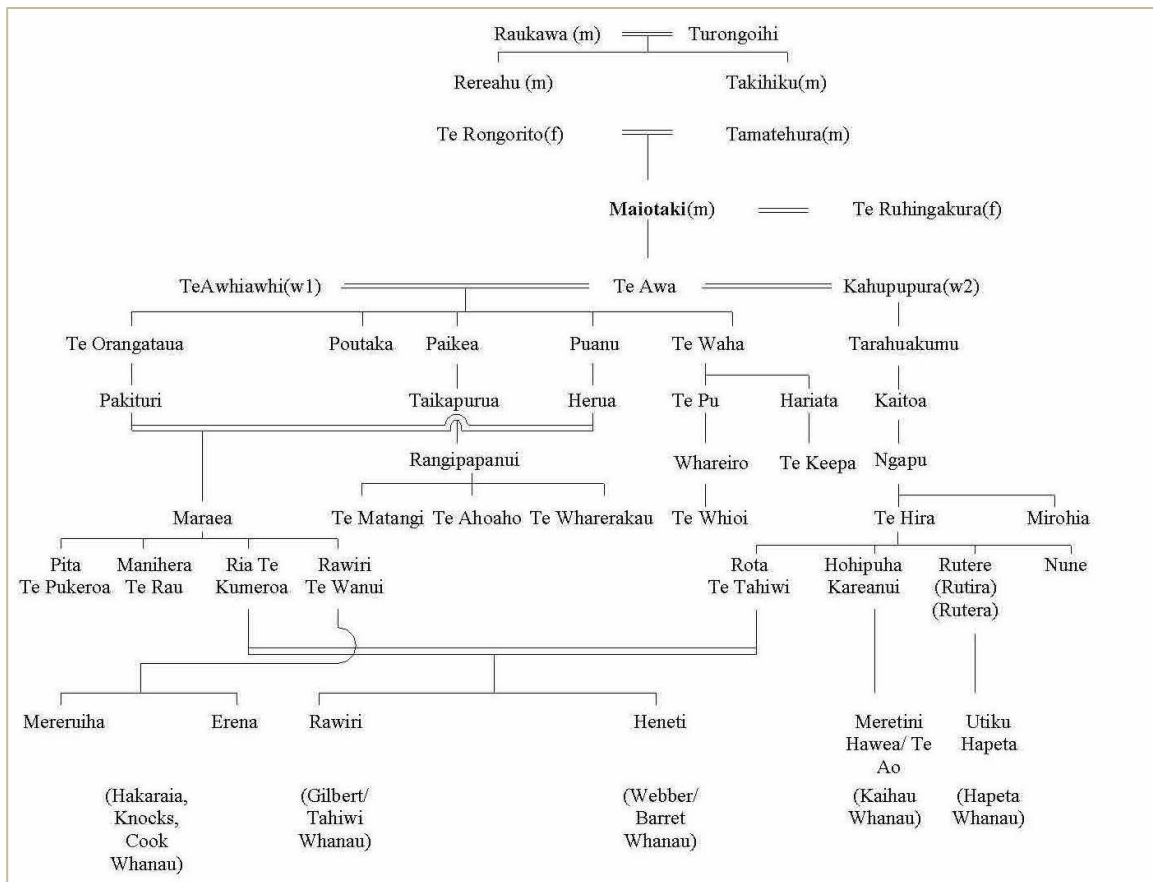 Raukawa (m) Turongoihi
Rereahu (m) Takihiku(m)
Te Rongorito(f) Tamatehura(m)
Maiotaki(m) Te Ruhingakura(f)
TeAwhiawhi(w1) Te Awa Kahupupura(w2)
Te Orangataua Poutaka Paikea Puanu Te Waha Tarahuakumu
Pakituri Taikapurua Herua Te Pu Hariata Kaitoa
Rangipapanui Whareiro Te Keepa Ngapu
Maraea Te Matangi Te Ahoaho Te Wharerakau Te Whioi Te Hira Mirohia
Pita Manihera Ria Te Rawiri Rota Hohipuha Rutere Nune
Te Pukeroa Te Rau Kumeroa Te Wanui Te Tahiwi Kareanui (Rutira)
(Rutera)
Mereruiha Erena Rawiri Heneti Meretini Utiku
Hawea/ Te Hapeta
Ao
(Hakaraia, (Gilbert/ (Webber/ (Kaihau (Hapeta
Knocks, Tahiwi Barret Whanau) Whanau)
Cook Whanau) Whanau)
Whanau)